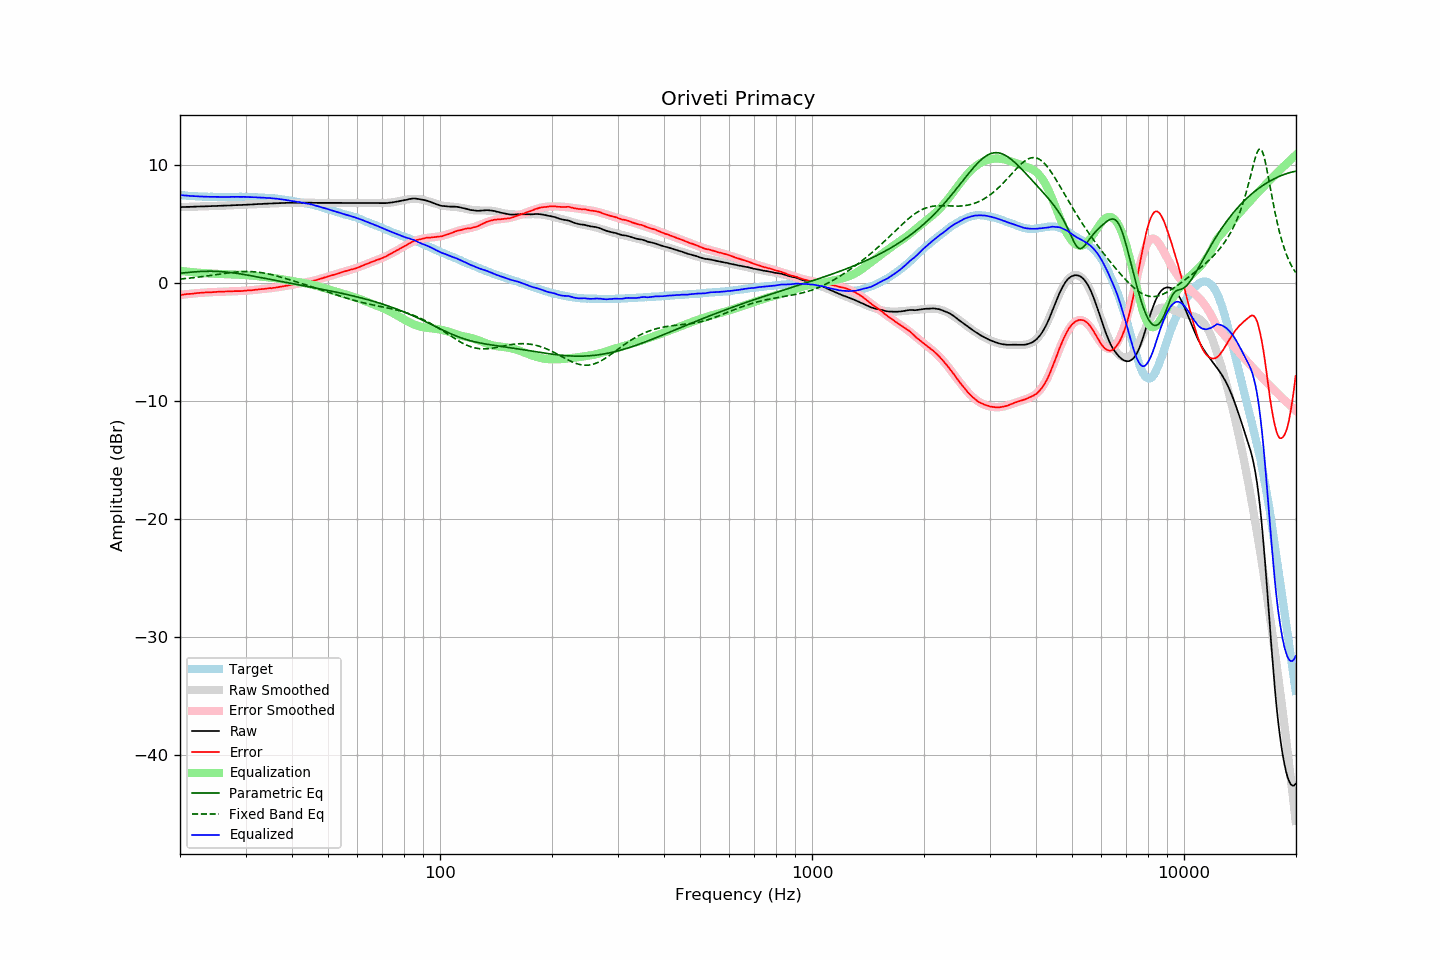 Oriveti Primacy
10
0
−10
−20
−30
−40
Amplitude (dBr)
Target
Raw Smoothed
Error Smoothed
Raw
Error
Equalization
Parametric Eq
Fixed Band Eq
Equalized
100
1000
10000
Frequency (Hz)